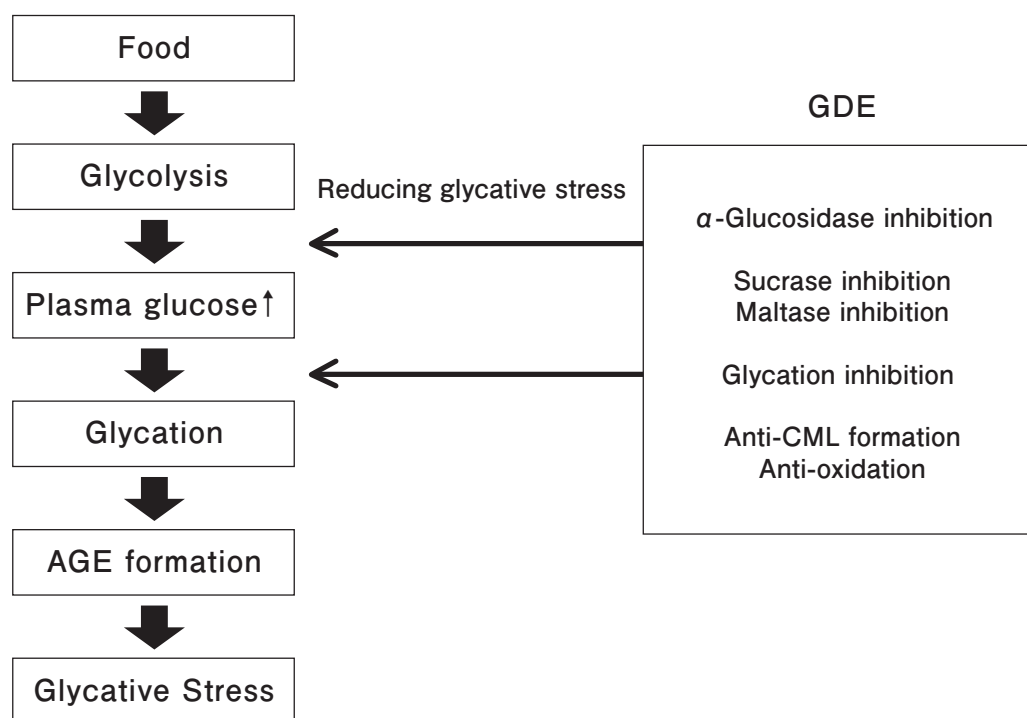 Food
Glycolysis
Plasma glucose↑
Glycation
AGE formation
Glycative Stress
Reducing glycative stress
GDE
α-Glucosidase inhibition
Sucrase inhibition
Maltase inhibition
Glycation inhibition
Anti-CML formation
Anti-oxidation